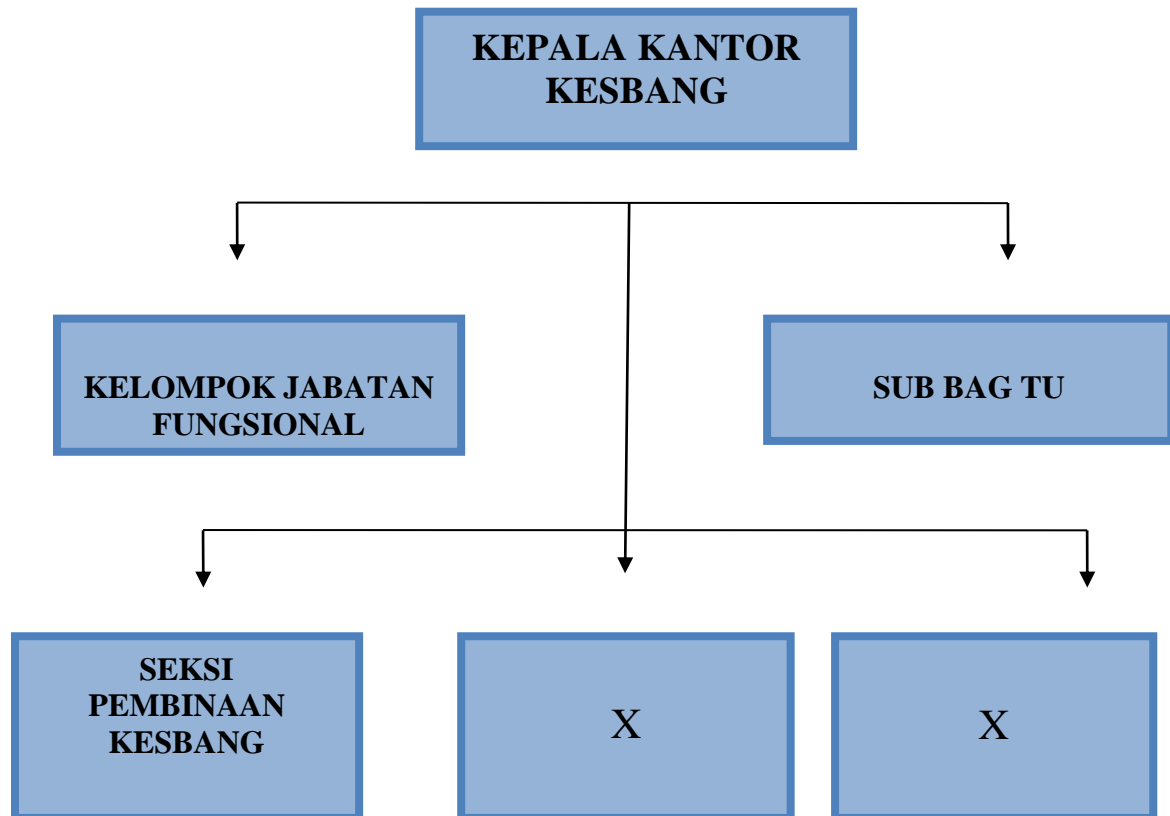 KEPALA KANTOR
KESBANG
KELOMPOK JABATAN
FUNGSIONAL
SUB BAG TU
SEKSI
PEMBINAAN
KESBANG
X
X